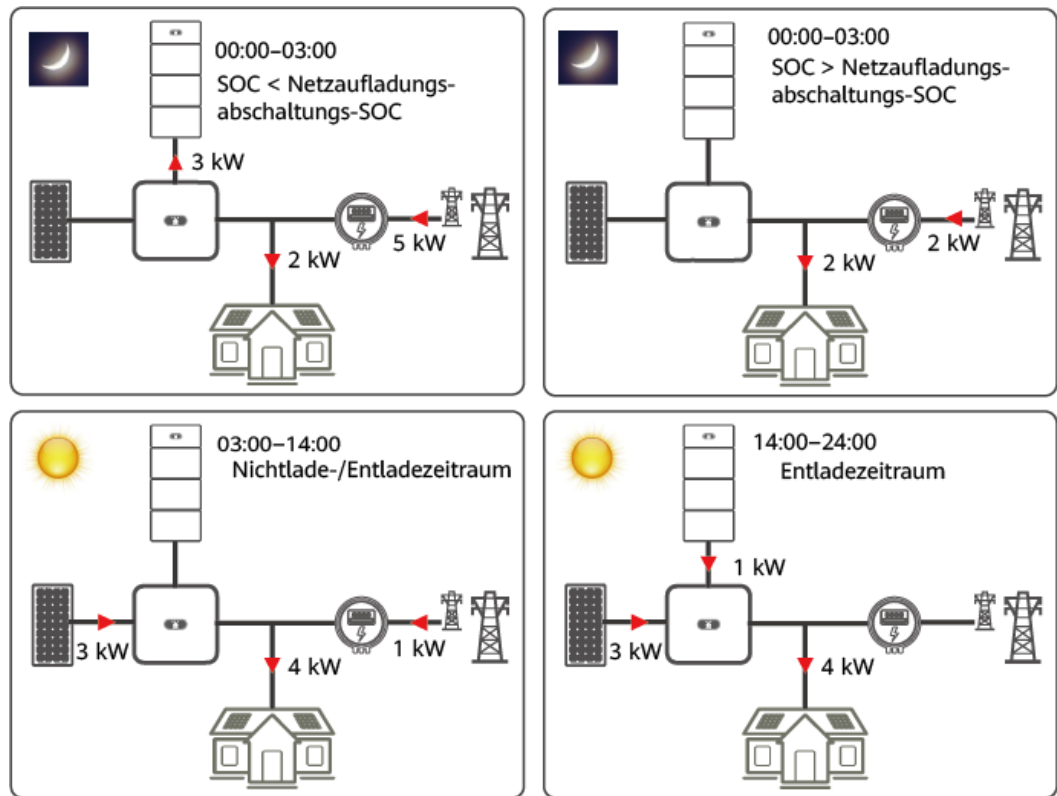 00:00–03:00
SOC < Netzaufladungs-
abschaltungs-SOC
3 kW
5 kW
2 kW
00:00–03:00
SOC > Netzaufladungs-
abschaltungs-SOC
2 kW
2 kW
03:00–14:00
Nichtlade-/Entladezeitraum
3 kW
1 kW
4 kW
14:00–24:00
Entladezeitraum
1 kW
3 kW
4 kW